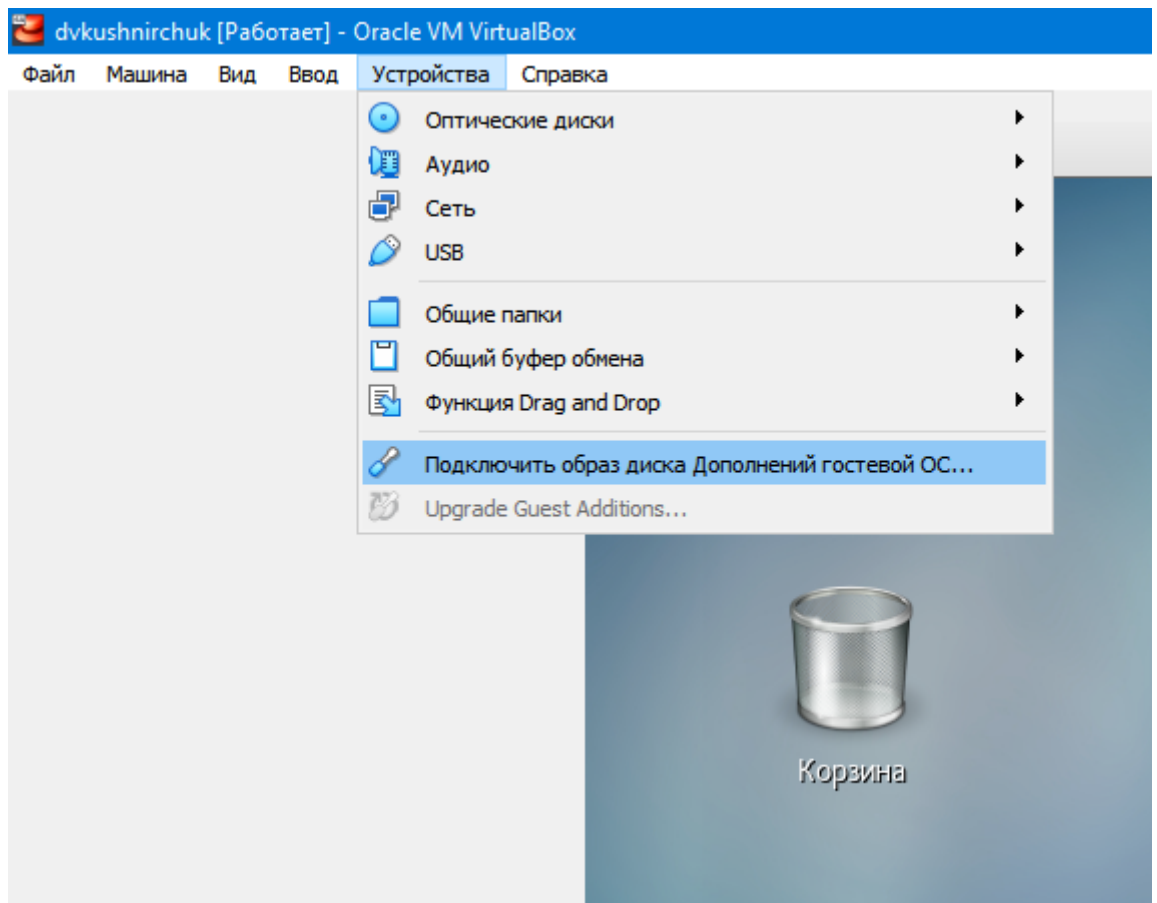 dvkushnirchuk [Работает] - Oracle VM VirtualBox
Файл Машина Вид Ввод Устройства Справка
Оптические диски
Аудио
Сеть
USB
Общие папки
Общий буфер обмена
Функция Drag and Drop
Подключить образ диска Дополнений гостевой ОС...
Upgrade Guest Additions...
Корзина